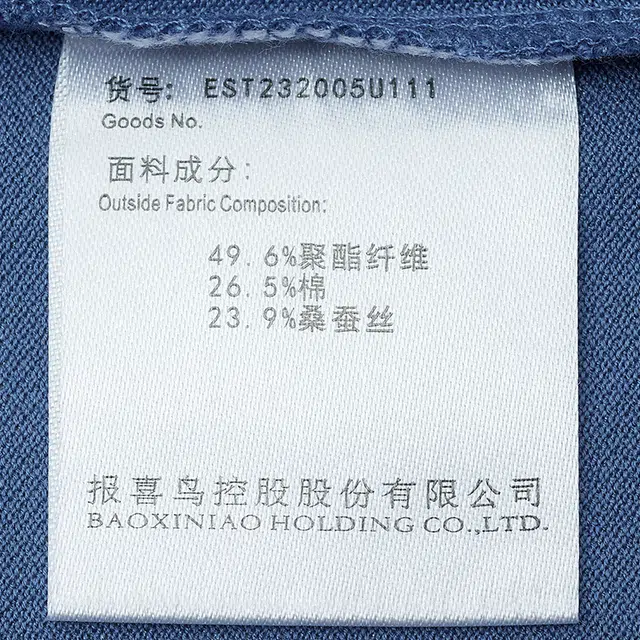 货号: EST232005U111
Goods No.
面料成分:
Outside Fabric Composition:
49.6%聚酯纤维
26.5%棉
23.9%桑蚕丝
报喜鸟控股股份有限公司
BAOXINIAO HOLDING CO.,LTD.